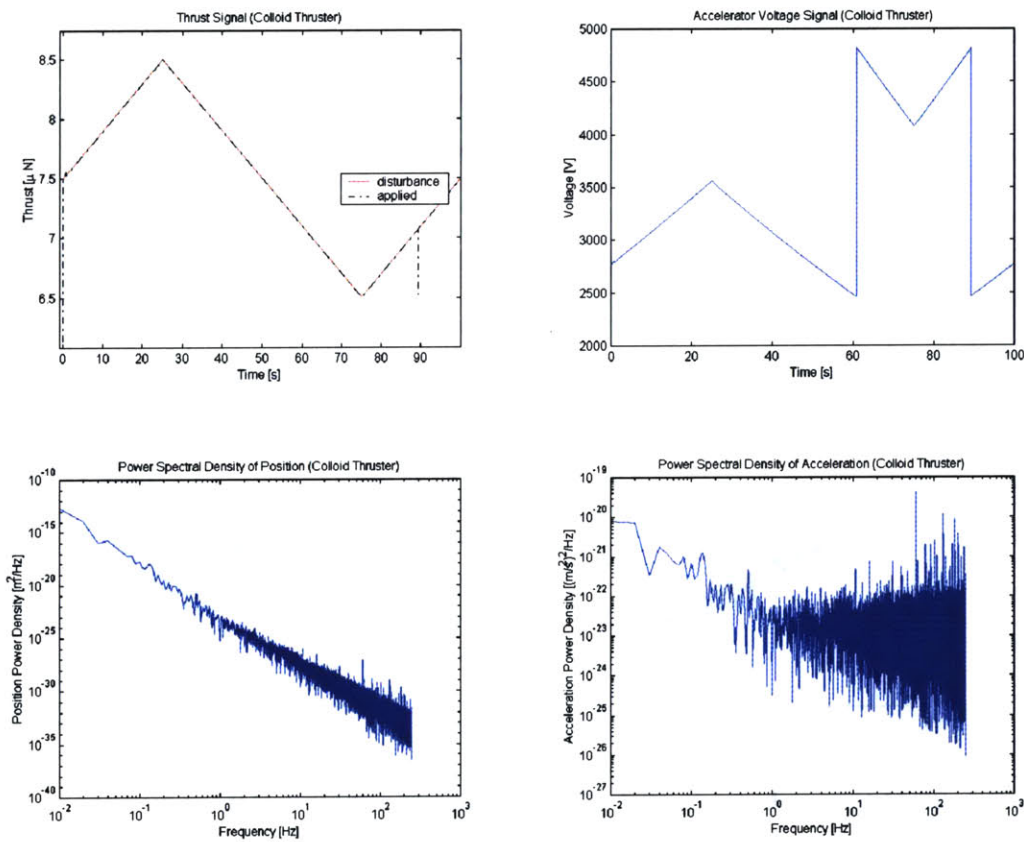 Thrust Signal (Colloid Thruster)
8.5
8
7.5
7
6.5
Thrust [μ N]
disturbance
applied
0 10 20 30 40 50 60 70 80 90
Time [s]
Accelerator Voltage Signal (Colloid Thruster)
5000
4500
4000
3500
3000
2500
2000
Voltage [V]
0 20 40 60 80 100
Time [s]
Power Spectral Density of Position (Colloid Thruster)
10^-10
10^-15
10^-20
10^-25
10^-30
10^-35
10^-40
Position Power Density [m²/Hz]
10^-2 10^-1 10^0 10^1 10^2 10^3
Frequency [Hz]
Power Spectral Density of Acceleration (Colloid Thruster)
10^-19
10^-20
10^-21
10^-22
10^-23
10^-24
10^-25
10^-26
10^-27
Acceleration Power Density [(m/s²)²/Hz]
10^-2 10^-1 10^0 10^1 10^2 10^3
Frequency [Hz]